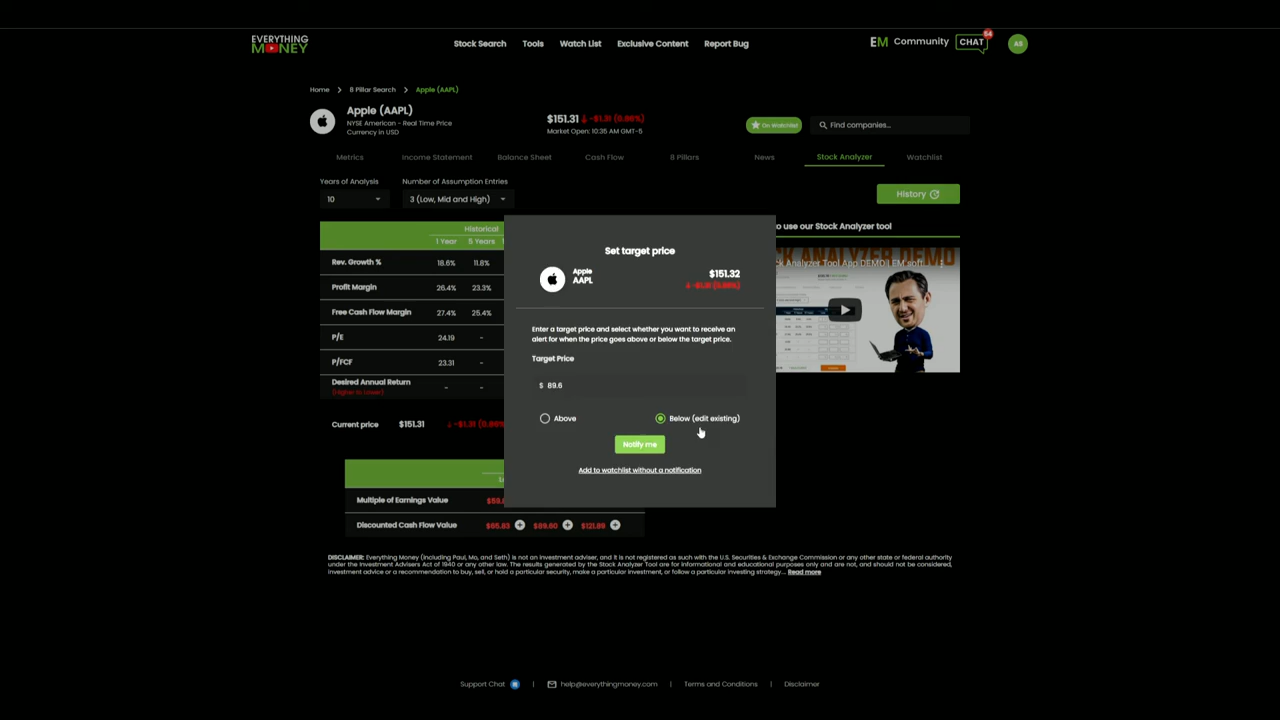 EVERYTHING
MONEY
Stock Search
Tools
Watch List
Exclusive Content
Report Bug
EM Community
CHAT
54
AS
Home > 8 Pillar Search > Apple (AAPL)
Apple (AAPL)
NYSE American - Real Time Price
Currency in USD
$151.31 ↓ -$1.31 (0.86%)
Market Open: 10:35 AM GMT-5
On Watchlist
Find companies...
Metrics
Income Statement
Balance Sheet
Cash Flow
8 Pillars
News
Stock Analyzer
Watchlist
Years of Analysis
10
Number of Assumption Entries
3 (Low, Mid and High)
History
Historical
1 Year 5 Years
Rev. Growth % 18.6% 11.8%
Profit Margin 26.4% 23.3%
Free Cash Flow Margin 27.4% 25.4%
P/E 24.19 -
P/FCF 23.31 -
Desired Annual Return - -
(Higher to Lower)
Current price $151.31
Multiple of Earnings Value
Discounted Cash Flow Value $65.83 $89.60 $121.89
Set target price
Apple
AAPL
$151.32
Enter a target price and select whether you want to receive an
alert for when the price goes above or below the target price.
Target Price
$ 89.6
Above
Below (edit existing)
Notify me
Add to watchlist without a notification
o use our Stock Analyzer tool
DISCLAIMER: Everything Money (including Paul, Mo, and Seth) is not an investment adviser, and it is not registered as such with the U.S. Securities & Exchange Commission or any other state or federal authority
under the Investment Advisers Act of 1940 or any other law. The results generated by the Stock Analyzer Tool are for informational and educational purposes only and are not, and should not be considered,
investment advice or a recommendation to buy, sell, or hold a particular security, make a particular investment, or follow a particular investing strategy... Read more
Support Chat | help@everythingmoney.com | Terms and Conditions | Disclaimer